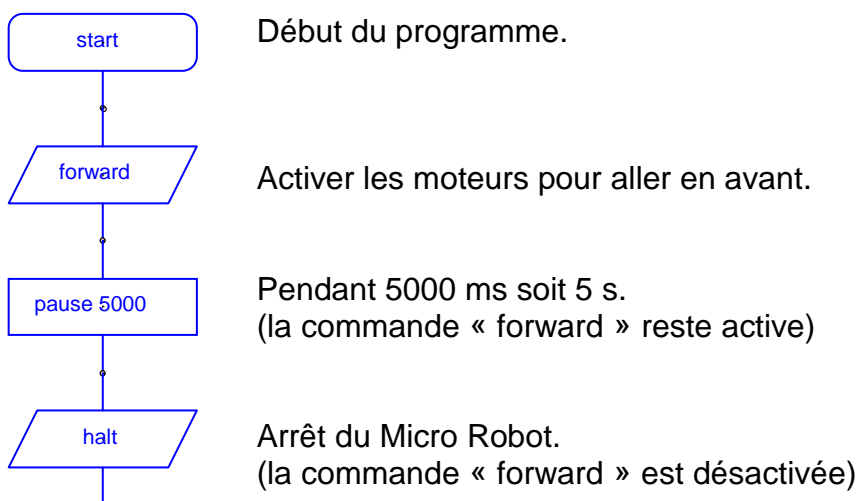 start
Début du programme.
forward
Activer les moteurs pour aller en avant.
pause 5000
Pendant 5000 ms soit 5 s.
(la commande « forward » reste active)
halt
Arrêt du Micro Robot.
(la commande « forward » est désactivée)